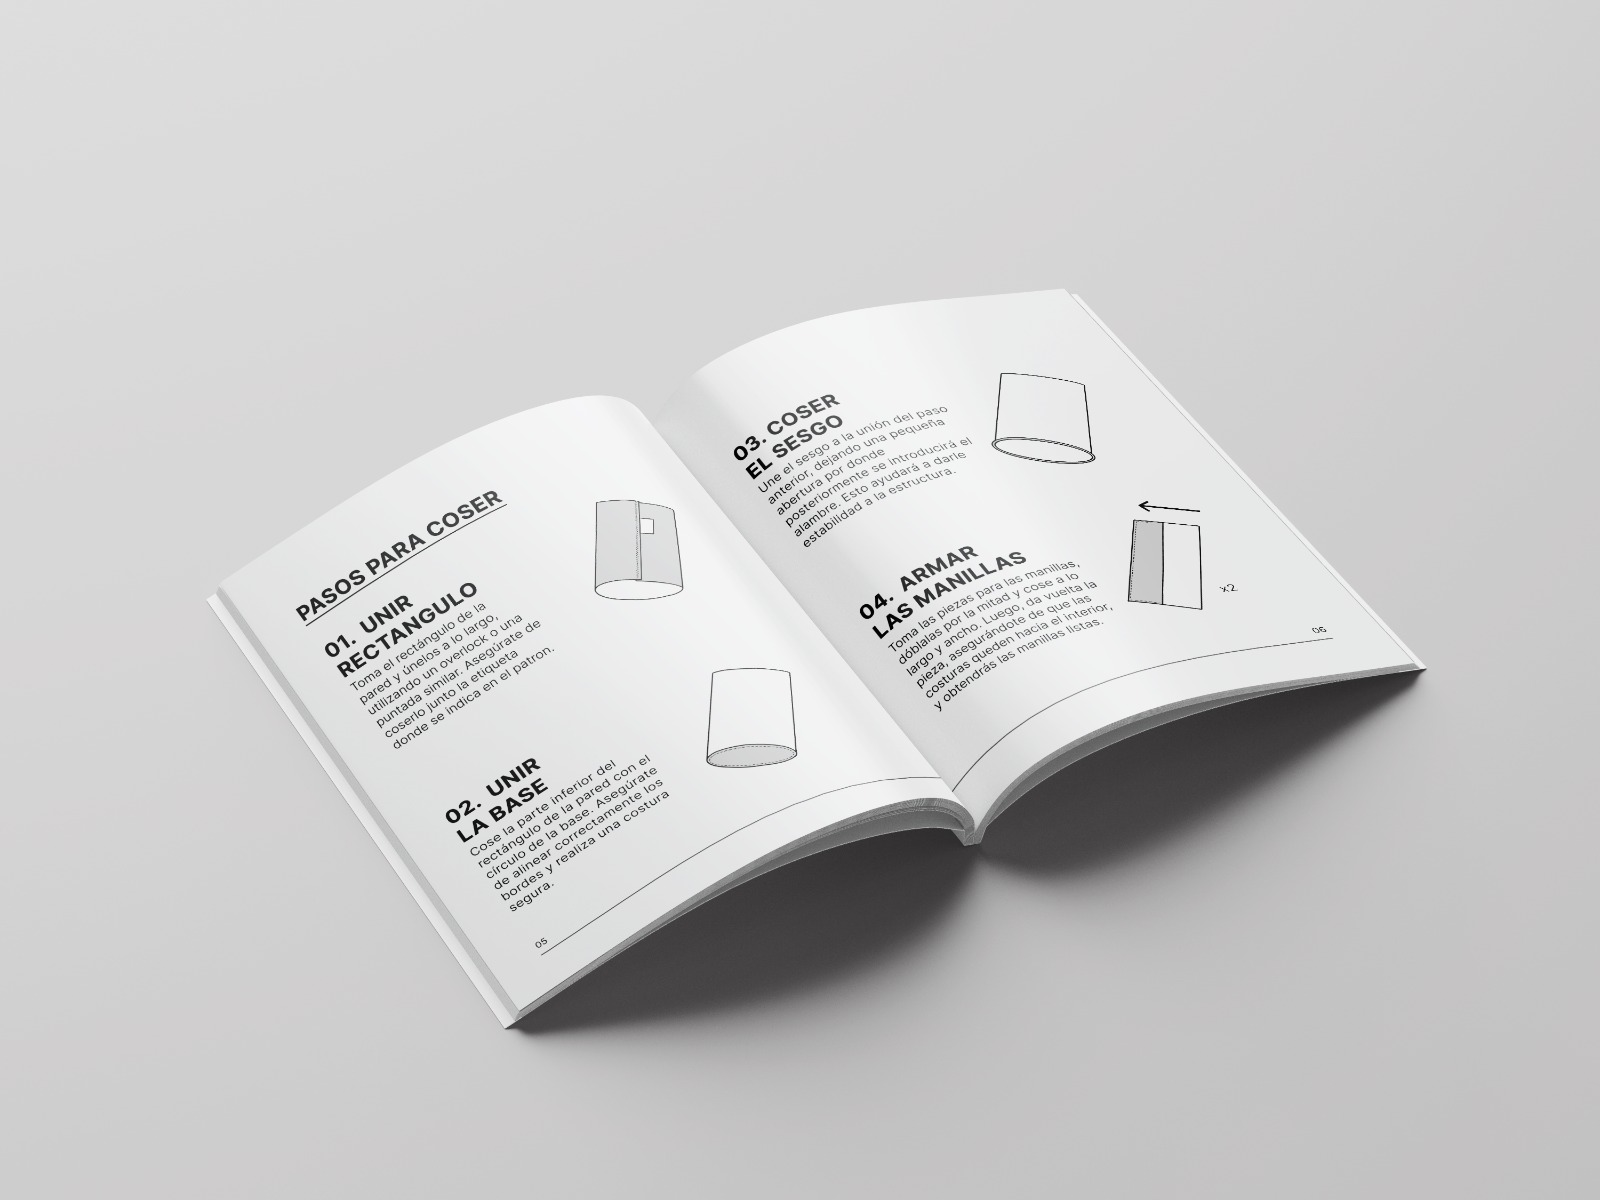 PASOS PARA COSER
01. UNIR
RECTANGULO
Toma el rectángulo de la
pared y únelos a lo largo,
utilizando un overlock o una
puntada similar. Asegúrate de
coserlo junto la etiqueta
donde se indica en el patron.
02. UNIR
LA BASE
Cose la parte inferior del
rectángulo de la pared con el
círculo de la base. Asegúrate
de alinear correctamente los
bordes y realiza una costura
segura.
05
03. COSER
EL SESGO
Une el sesgo a la unión del paso
anterior, dejando una pequeña
abertura por donde
posteriormente se introducirá el
alambre. Esto ayudará a darle
estabilidad a la estructura.
04. ARMAR
LAS MANILLAS
Toma las piezas para las manillas,
dóblalas por la mitad y cose a lo
largo y ancho. Luego, da vuelta la
pieza, asegurándote de que las
costuras queden hacia el interior,
y obtendrás las manillas listas.
x2
06